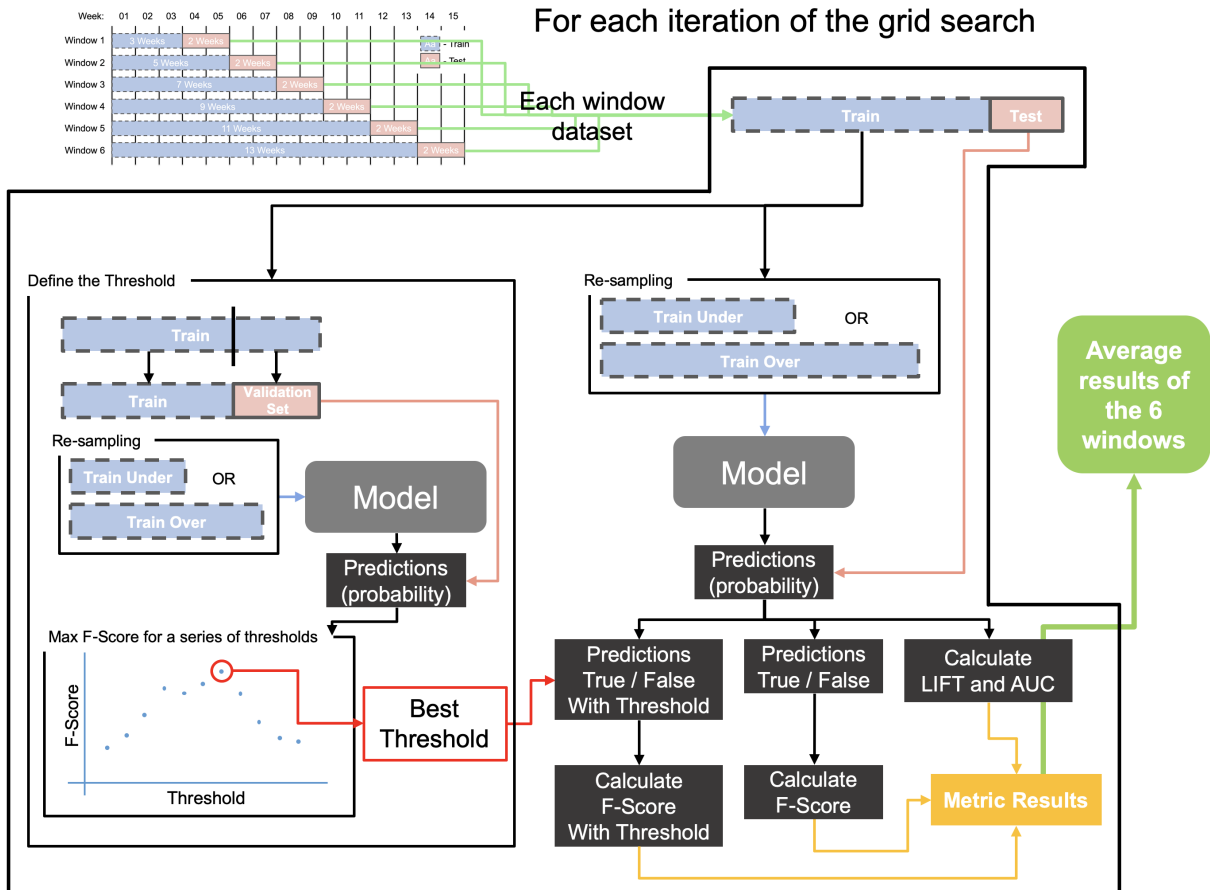 For each iteration of the grid search
Week: 01 02 03 04 05 06 07 08 09 10 11 12 13 14 15
Window 1 3 Weeks 2 Weeks
Window 2 5 Weeks 2 Weeks
Window 3 7 Weeks 2 Weeks
Window 4 9 Weeks 2 Weeks
Window 5 11 Weeks 2 Weeks
Window 6 13 Weeks 2 Weeks
Aa - Train
Aa - Test
Each window
dataset
Train Test
Define the Threshold
Train
Train
Validation
Set
Re-sampling
Train Under OR
Train Over
Model
Predictions
(probability)
Max F-Score for a series of thresholds
F-Score
Threshold
Best
Threshold
Re-sampling
Train Under OR
Train Over
Model
Predictions
(probability)
Predictions
True / False
With Threshold
Predictions
True / False
Calculate
LIFT and AUC
Calculate
F-Score
With Threshold
Calculate
F-Score
Metric Results
Average
results of
the 6
windows